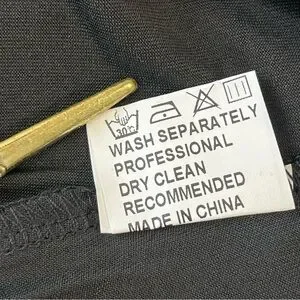 30°C
WASH SEPARATELY
PROFESSIONAL
DRY CLEAN
RECOMMENDED
MADE IN CHINA